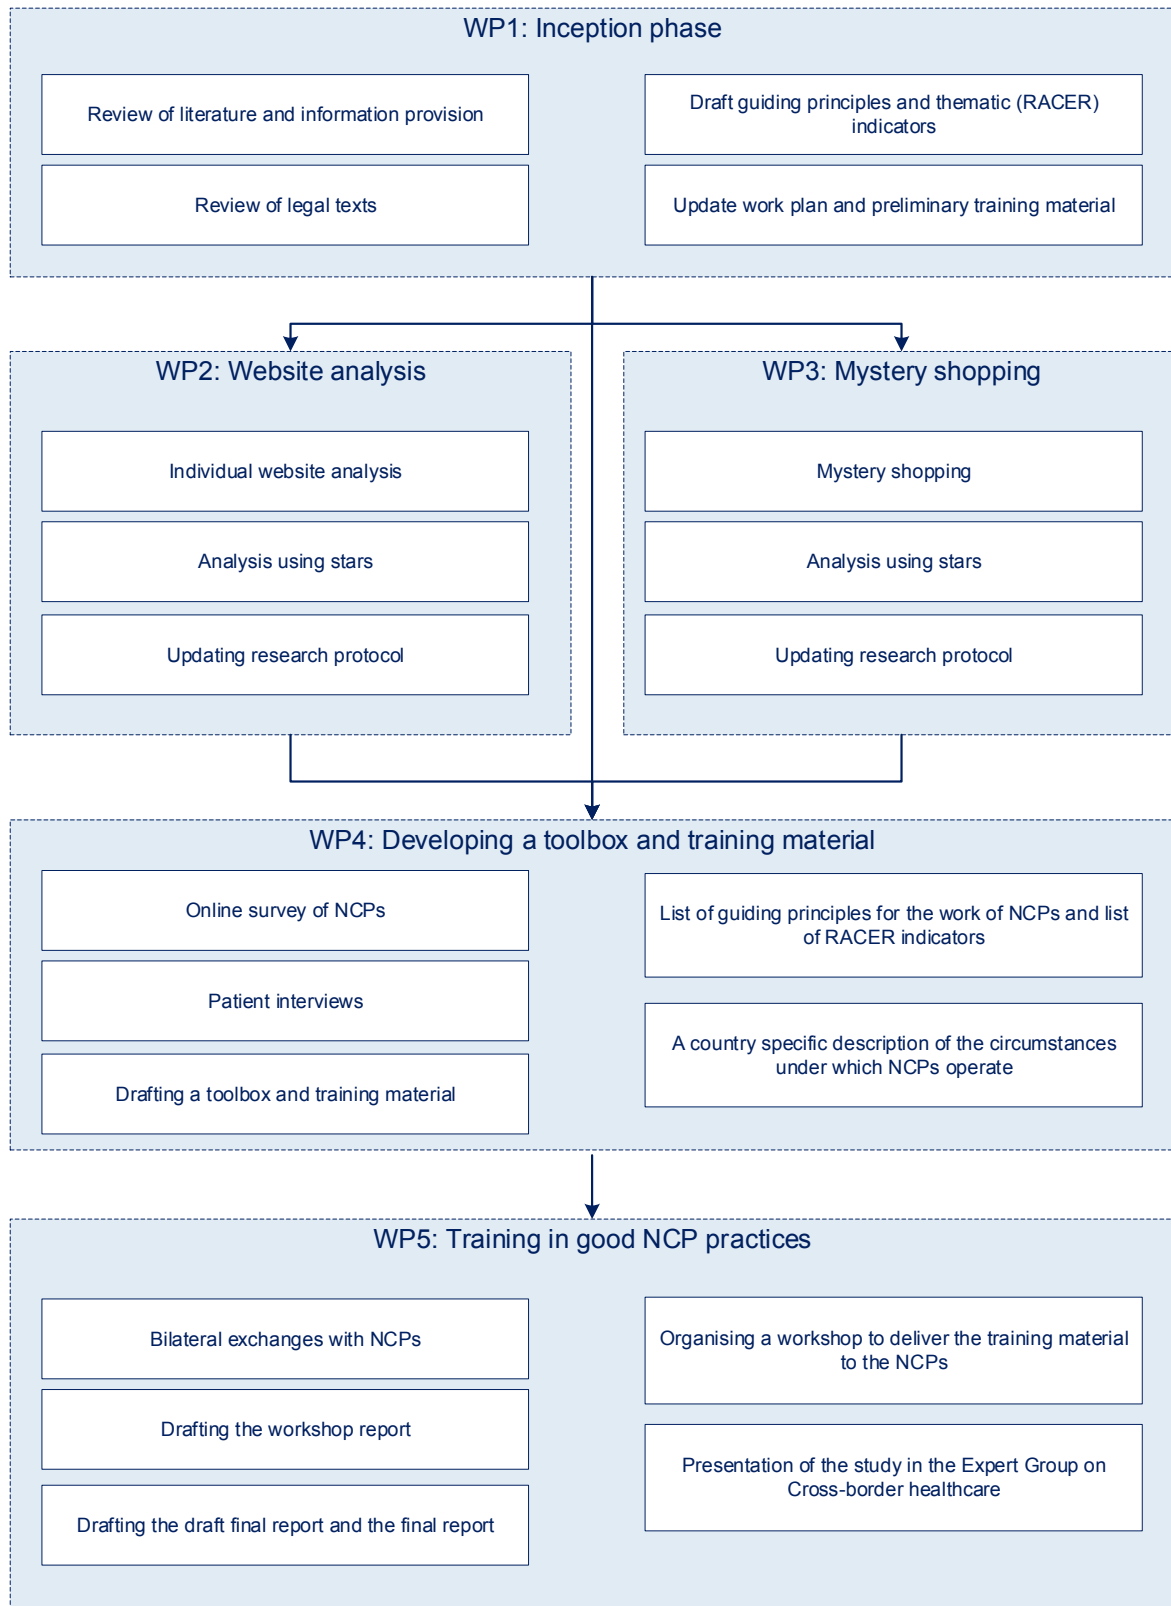 WP1: Inception phase
Review of literature and information provision
Review of legal texts
Draft guiding principles and thematic (RACER)
indicators
Update work plan and preliminary training material
WP2: Website analysis
Individual website analysis
Analysis using stars
Updating research protocol
WP3: Mystery shopping
Mystery shopping
Analysis using stars
Updating research protocol
WP4: Developing a toolbox and training material
Online survey of NCPs
Patient interviews
Drafting a toolbox and training material
List of guiding principles for the work of NCPs and list
of RACER indicators
A country specific description of the circumstances
under which NCPs operate
WP5: Training in good NCP practices
Bilateral exchanges with NCPs
Drafting the workshop report
Drafting the draft final report and the final report
Organising a workshop to deliver the training material
to the NCPs
Presentation of the study in the Expert Group on
Cross-border healthcare